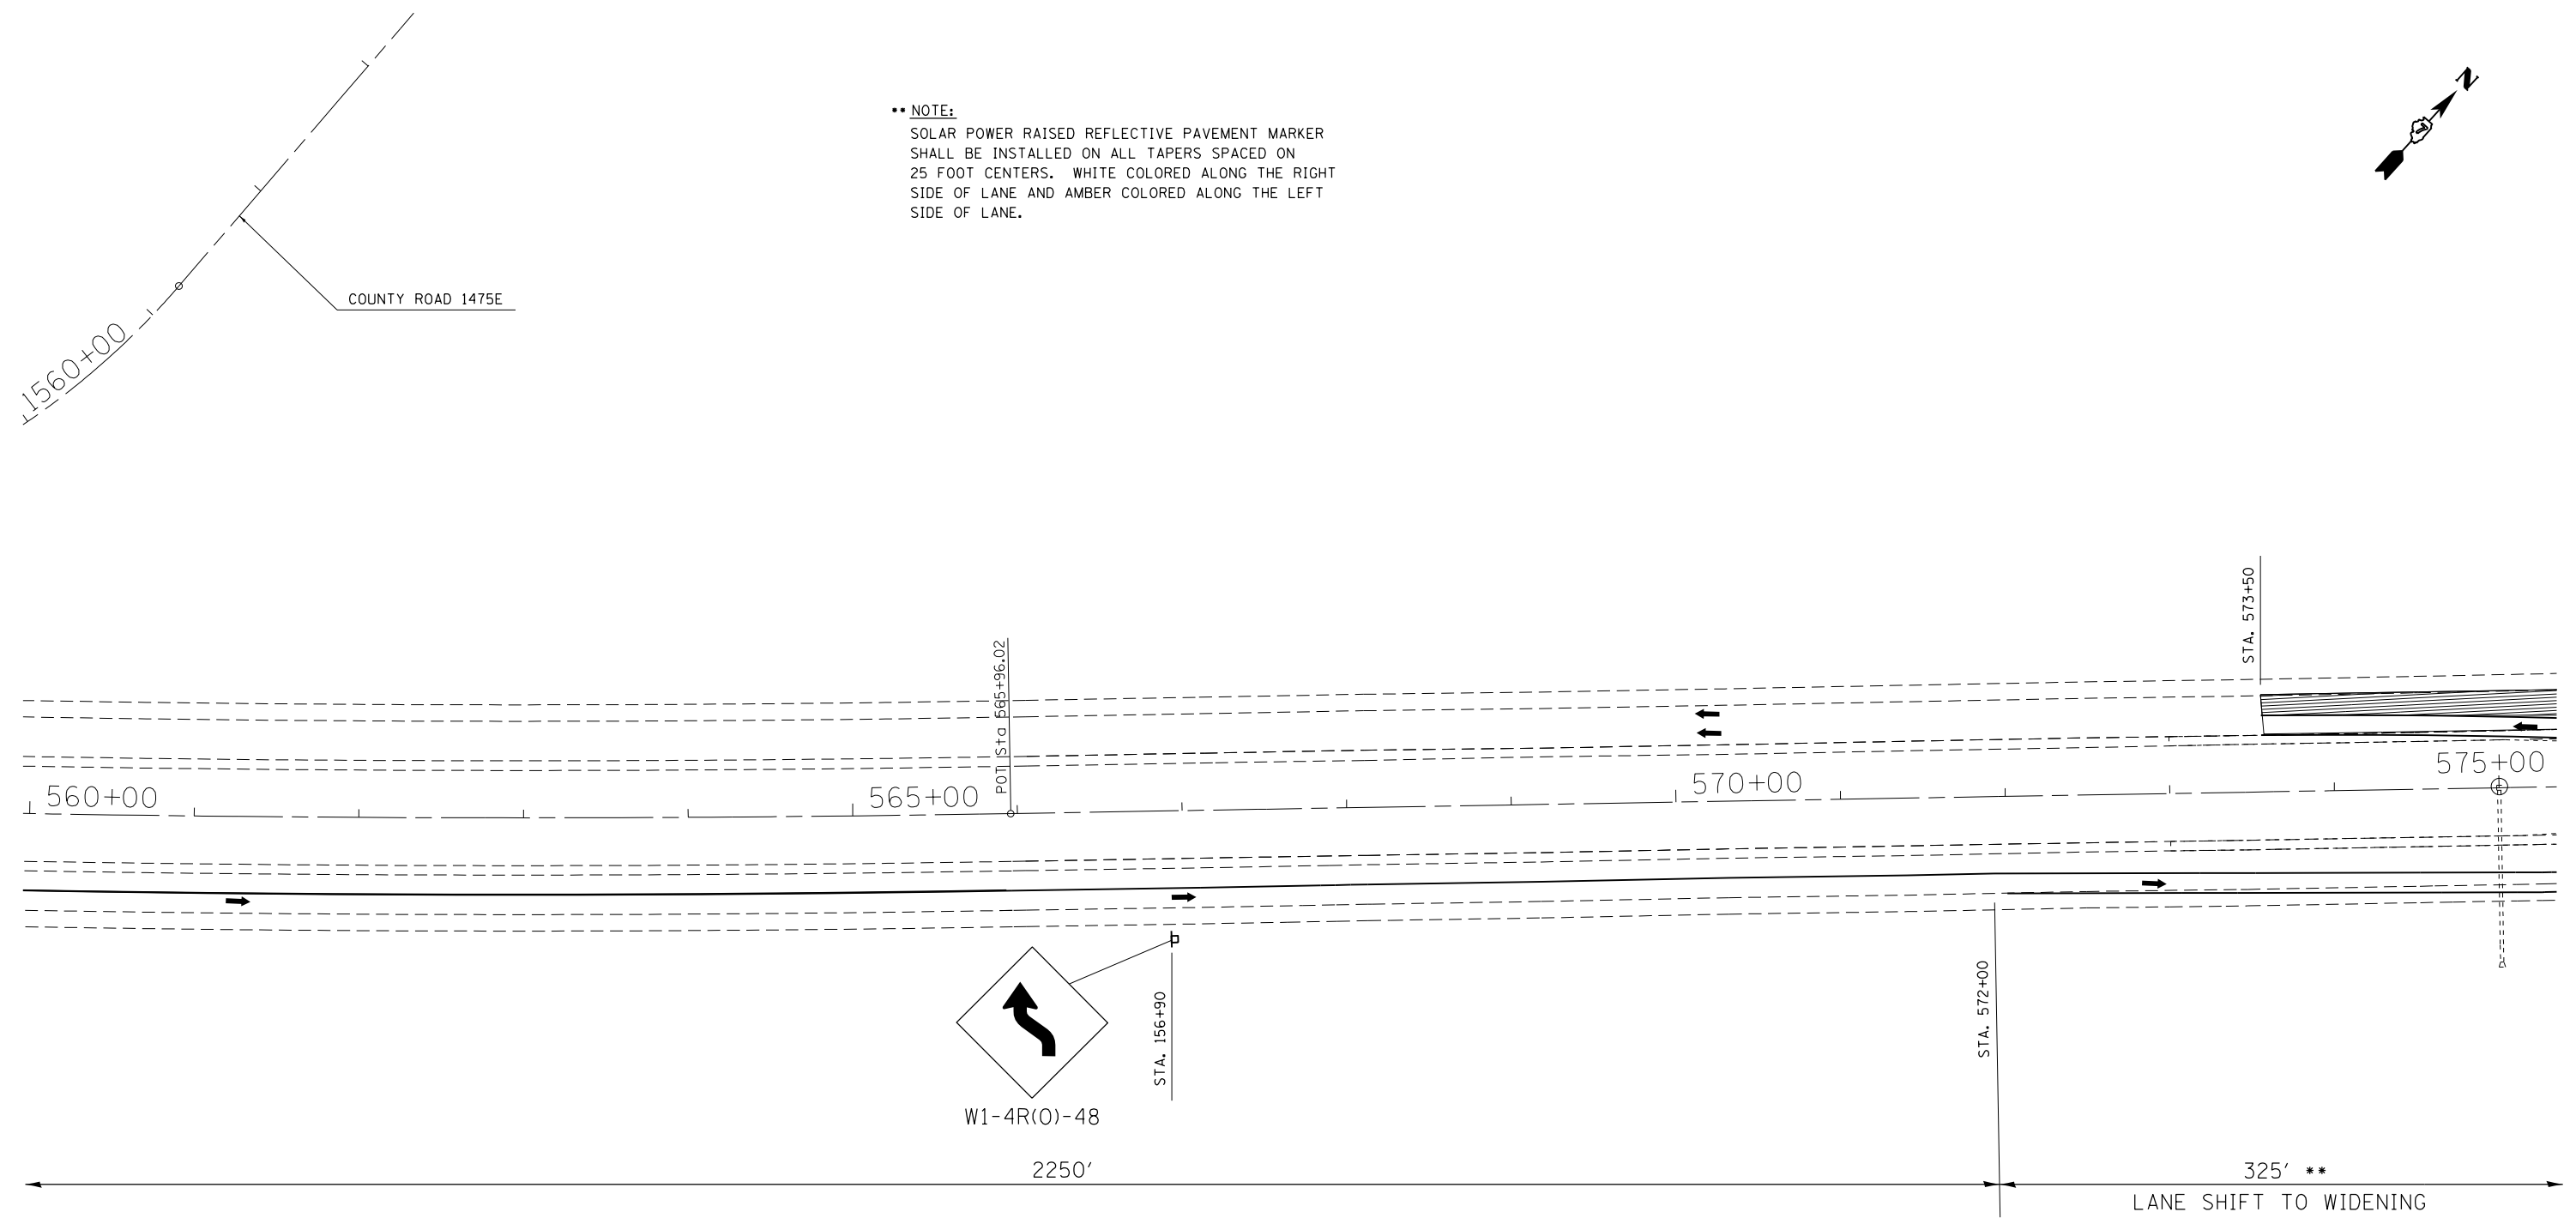 N
** NOTE:
SOLAR POWER RAISED REFLECTIVE PAVEMENT MARKER
SHALL BE INSTALLED ON ALL TAPERS SPACED ON
25 FOOT CENTERS. WHITE COLORED ALONG THE RIGHT
SIDE OF LANE AND AMBER COLORED ALONG THE LEFT
SIDE OF LANE.
COUNTY ROAD 1475E
1560+00
STA. 573+50
POT Sta 565+96.02
560+00
565+00
570+00
575+00
STA. 156+90
STA. 572+00
W1-4R(O)-48
2250'
325' **
LANE SHIFT TO WIDENING